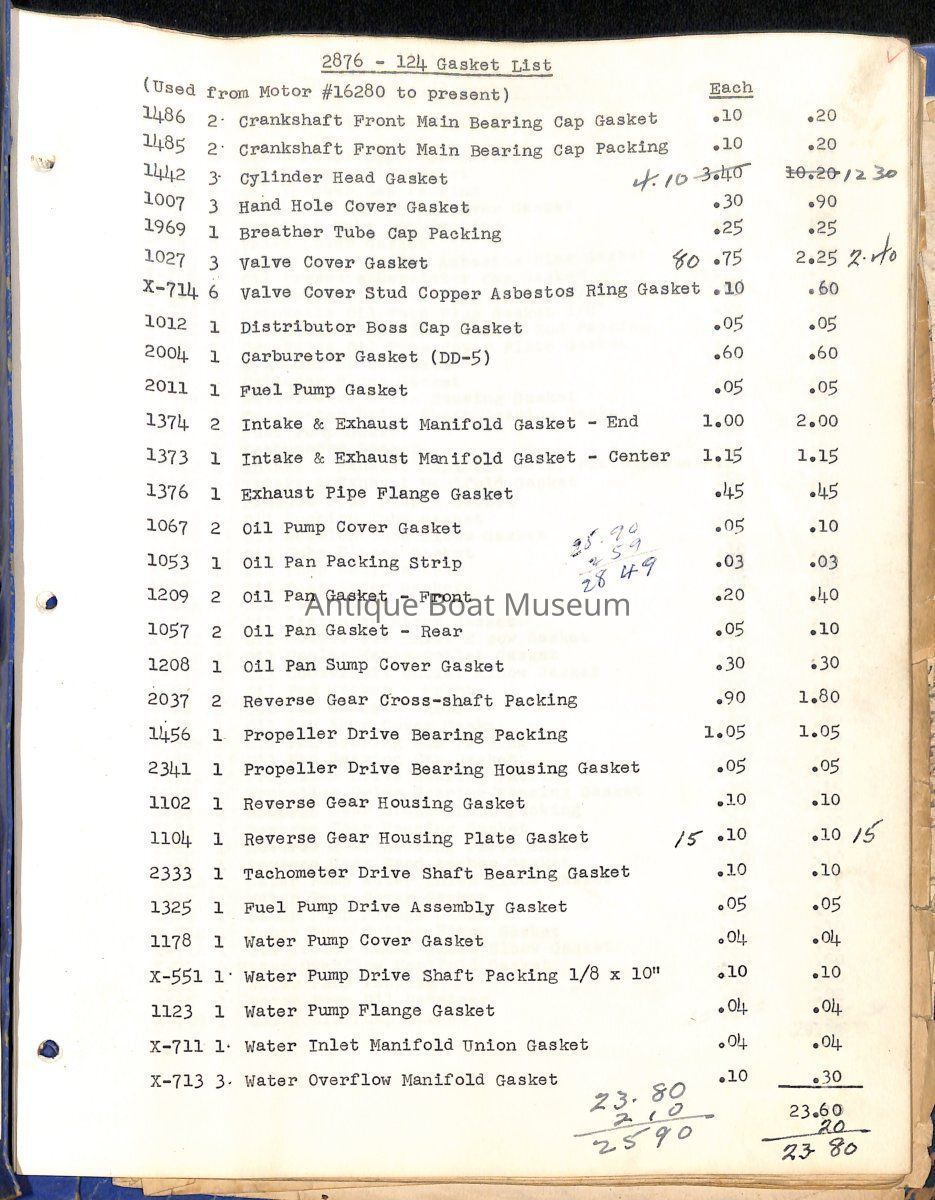 2876 - 124 Gasket List
(Used from Motor #16280 to present) Each
1486 2 Crankshaft Front Main Bearing Cap Gasket .10 .20
1485 2 Crankshaft Front Main Bearing Cap Packing .10 .20
1442 3 Cylinder Head Gasket 4.10 3.40 10.20 12 30
1007 3 Hand Hole Cover Gasket .30 .90
1969 1 Breather Tube Cap Packing .25 .25
1027 3 Valve Cover Gasket 80 .75 2.25 2.40
X-714 6 Valve Cover Stud Copper Asbestos Ring Gasket .10 .60
1012 1 Distributor Boss Cap Gasket .05 .05
2004 1 Carburetor Gasket (DD-5) .60 .60
2011 1 Fuel Pump Gasket .05 .05
1374 2 Intake & Exhaust Manifold Gasket - End 1.00 2.00
1373 1 Intake & Exhaust Manifold Gasket - Center 1.15 1.15
1376 1 Exhaust Pipe Flange Gasket .45 .45
1067 2 Oil Pump Cover Gasket .05 .10
25.90
2 59
28 49
1053 1 Oil Pan Packing Strip .03 .03
1209 2 Oil Pan Gasket - Front .20 .40
Antique Boat Museum
1057 2 Oil Pan Gasket - Rear .05 .10
1208 1 Oil Pan Sump Cover Gasket .30 .30
2037 2 Reverse Gear Cross-shaft Packing .90 1.80
1456 1 Propeller Drive Bearing Packing 1.05 1.05
2341 1 Propeller Drive Bearing Housing Gasket .05 .05
1102 1 Reverse Gear Housing Gasket .10 .10
1104 1 Reverse Gear Housing Plate Gasket 15 .10 .10 15
2333 1 Tachometer Drive Shaft Bearing Gasket .10 .10
1325 1 Fuel Pump Drive Assembly Gasket .05 .05
1178 1 Water Pump Cover Gasket .04 .04
X-551 1 Water Pump Drive Shaft Packing 1/8 x 10" .10 .10
1123 1 Water Pump Flange Gasket .04 .04
X-711 1 Water Inlet Manifold Union Gasket .04 .04
X-713 3 Water Overflow Manifold Gasket .10 .30
23.80 23.60
2.10 20
25 90 23 80